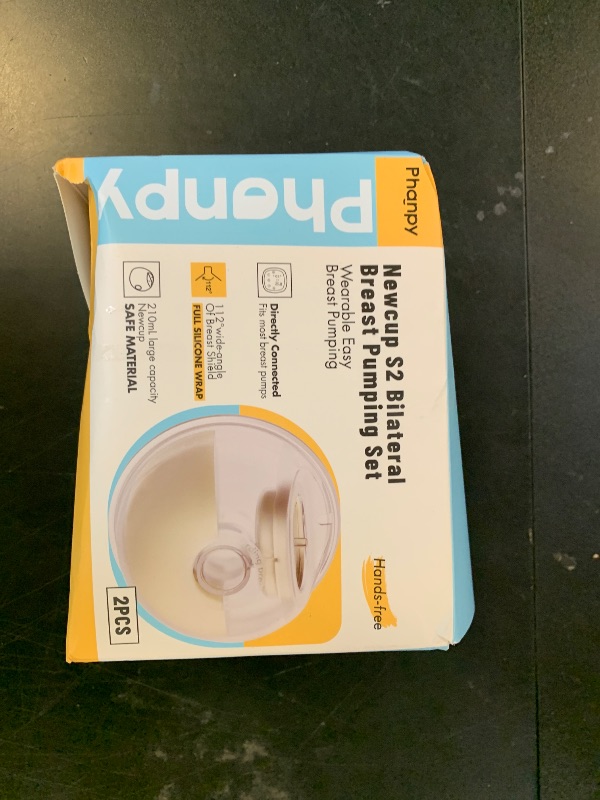 Phanpy
Phanpy
Newcup S2 Bilateral
Breast Pumping Set
Wearable Easy
Breast Pumping
Hands-free
Directly Connected
Fits most breast pumps
112°
112°wide-angle
Of Breast Shield
FULL SILICONE WRAP
210mL large capacity
Newcup
SAFE MATERIAL
2PCS